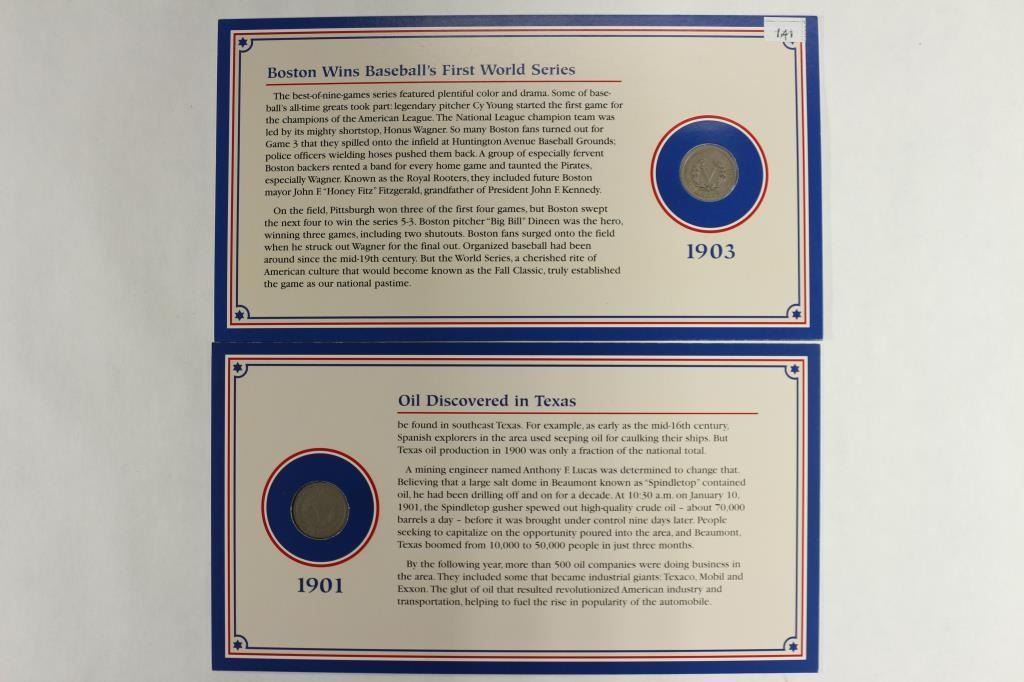 141
Boston Wins Baseball's First World Series
The best-of-nine-games series featured plentiful color and drama. Some of base-
ball's all-time greats took part: legendary pitcher Cy Young started the first game for
the champions of the American League. The National League champion team was
led by its mighty shortstop, Honus Wagner. So many Boston fans turned out for
Game 3 that they spilled onto the infield at Huntington Avenue Baseball Grounds;
police officers wielding hoses pushed them back. A group of especially fervent
Boston backers rented a band for every home game and taunted the Pirates,
especially Wagner. Known as the Royal Rooters, they included future Boston
mayor John F. "Honey Fitz" Fitzgerald, grandfather of President John F. Kennedy.
On the field, Pittsburgh won three of the first four games, but Boston swept
the next four to win the series 5-3. Boston pitcher "Big Bill" Dineen was the hero,
winning three games, including two shutouts. Boston fans surged onto the field
when he struck out Wagner for the final out. Organized baseball had been
around since the mid-19th century. But the World Series, a cherished rite of
American culture that would become known as the Fall Classic, truly established
the game as our national pastime.
V
1903
Oil Discovered in Texas
be found in southeast Texas. For example, as early as the mid-16th century,
Spanish explorers in the area used seeping oil for caulking their ships. But
Texas oil production in 1900 was only a fraction of the national total.
A mining engineer named Anthony F. Lucas was determined to change that.
Believing that a large salt dome in Beaumont known as "Spindletop" contained
oil, he had been drilling off and on for a decade. At 10:30 a.m. on January 10,
1901, the Spindletop gusher spewed out high-quality crude oil – about 70,000
barrels a day – before it was brought under control nine days later. People
seeking to capitalize on the opportunity poured into the area, and Beaumont,
Texas boomed from 10,000 to 50,000 people in just three months.
By the following year, more than 500 oil companies were doing business in
the area. They included some that became industrial giants: Texaco, Mobil and
Exxon. The glut of oil that resulted revolutionized American industry and
transportation, helping to fuel the rise in popularity of the automobile.
1901